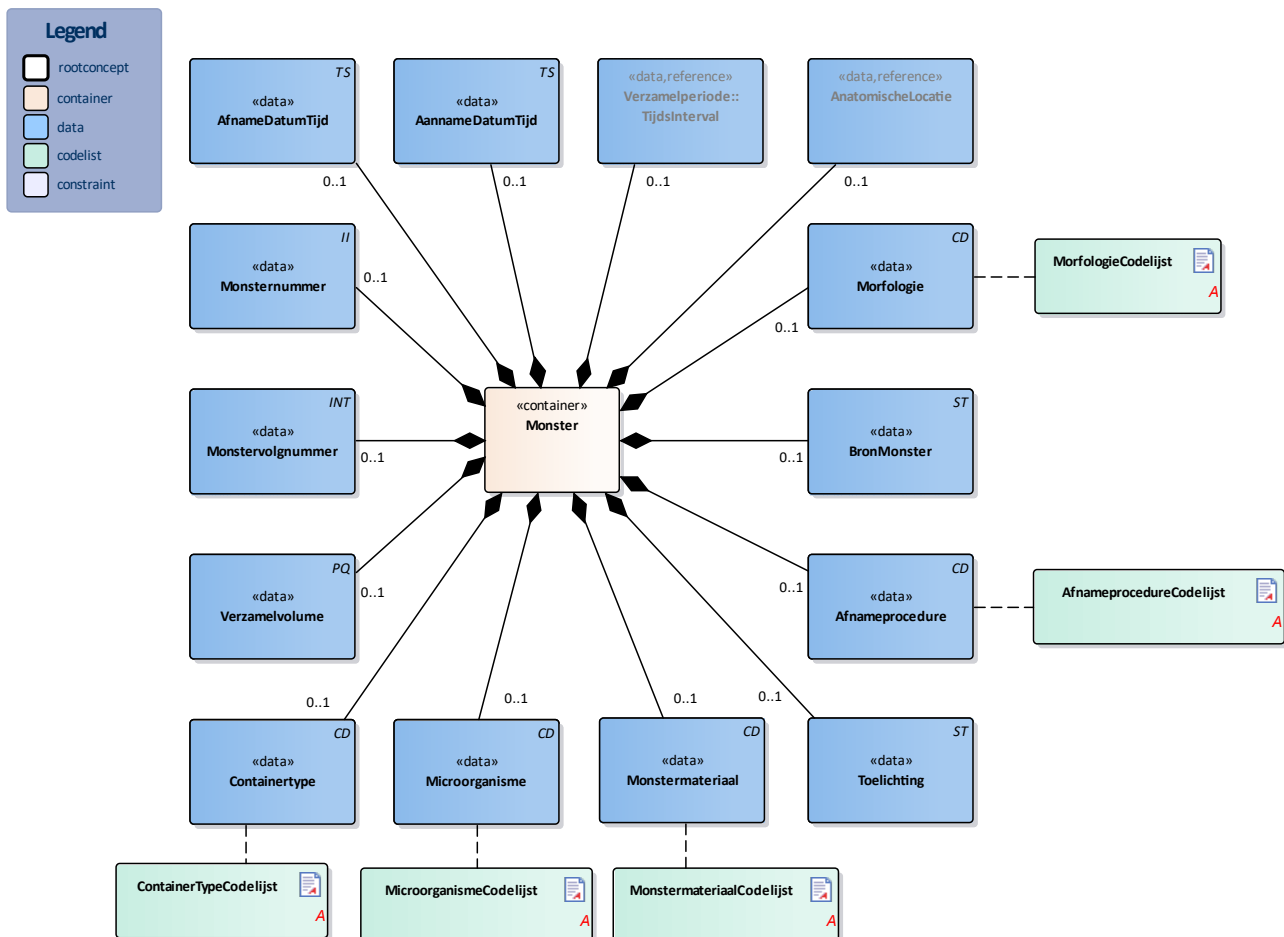 Legend
rootconcept
container
data
codelist
constraint
TS
«data»
AfnameDatumTijd
0..1
TS
«data»
AannameDatumTijd
0..1
«data,reference»
Verzamelperiode::
TijdsInterval
0..1
«data,reference»
AnatomischeLocatie
0..1
II
«data»
Monsternummer
0..1
CD
«data»
Morfologie
0..1
MorfologieCodelijst
A
INT
«data»
Monstervolgnummer
0..1
«container»
Monster
ST
«data»
BronMonster
0..1
PQ
«data»
Verzamelvolume
0..1
CD
«data»
Afnameprocedure
0..1
AfnameprocedureCodelijst
A
0..1
CD
«data»
Containertype
0..1
CD
«data»
Microorganisme
0..1
CD
«data»
Monstermateriaal
0..1
ST
«data»
Toelichting
ContainerTypeCodelijst
A
MicroorganismeCodelijst
A
MonstermateriaalCodelijst
A